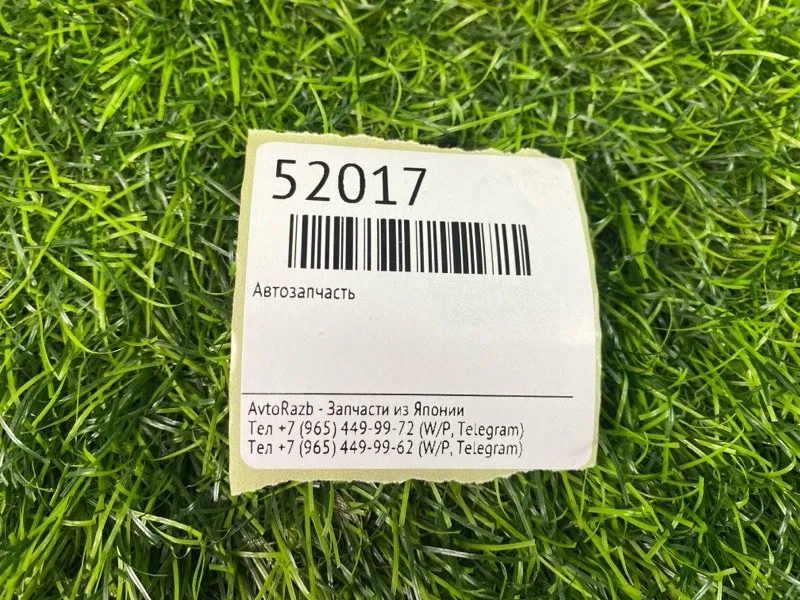 52017
Автозапчасть
AvtoRazb - Запчасти из Японии
Тел +7 (965) 449-99-72 (W/P, Telegram)
Тел +7 (965) 449-99-62 (W/P, Telegram)